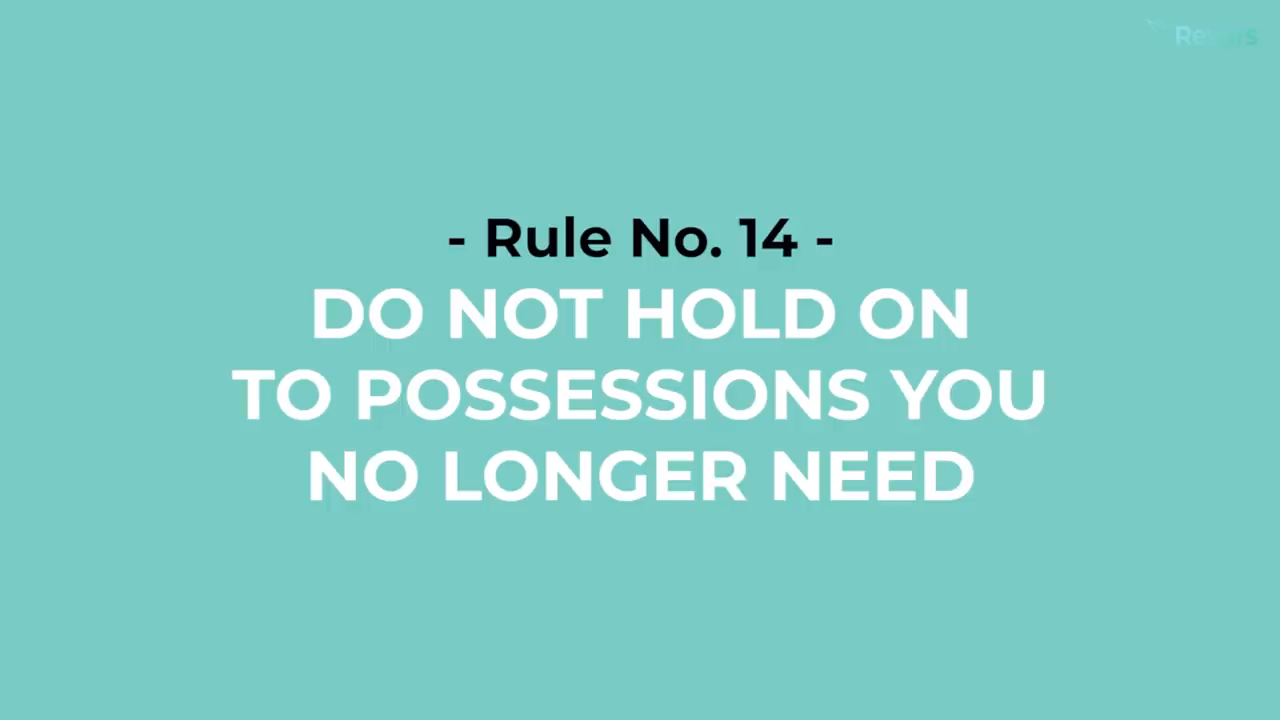 - Rule No. 14 -
DO NOT HOLD ON
TO POSSESSIONS YOU
NO LONGER NEED